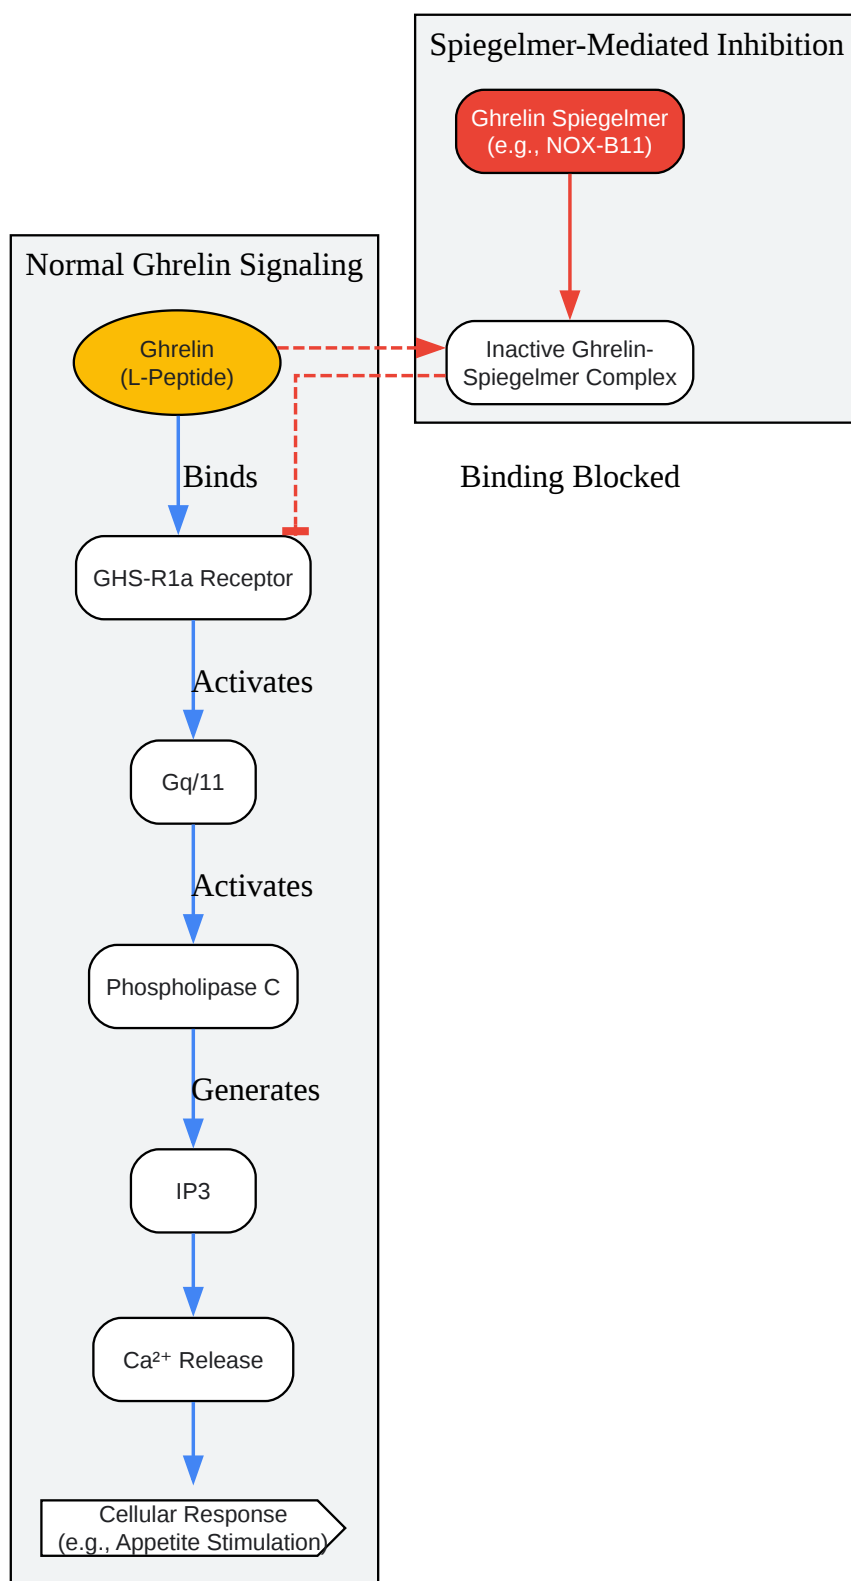 Spiegelmer-Mediated Inhibition
Ghrelin Spiegelmer
(e.g., NOX-B11)
Normal Ghrelin Signaling
Ghrelin
(L-Peptide)
Inactive Ghrelin-
Spiegelmer Complex
Binds
Binding Blocked
GHS-R1a Receptor
Activates
Gq/11
Activates
Phospholipase C
Generates
IP3
Ca²⁺ Release
Cellular Response
(e.g., Appetite Stimulation)